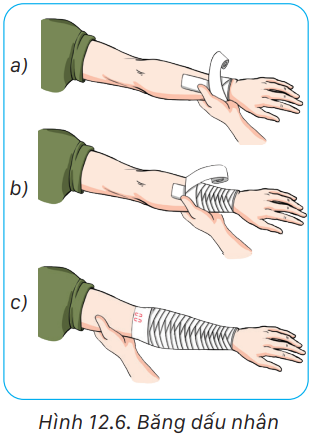 a)
b)
c)
Hình 12.6. Băng dấu nhân